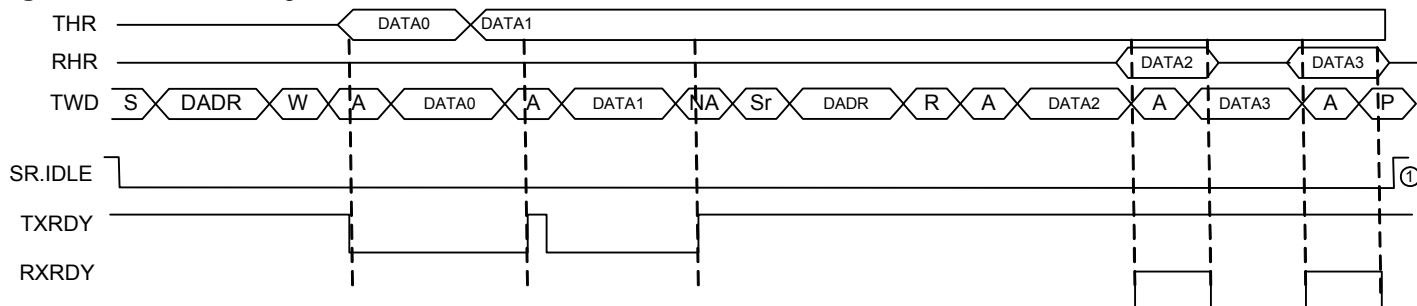 THR DATA0 DATA1
RHR DATA2 DATA3
TWD S DADR W A DATA0 A DATA1 NA Sr DADR R A DATA2 A DATA3 A P
SR.IDLE ①
TXRDY
RXRDY